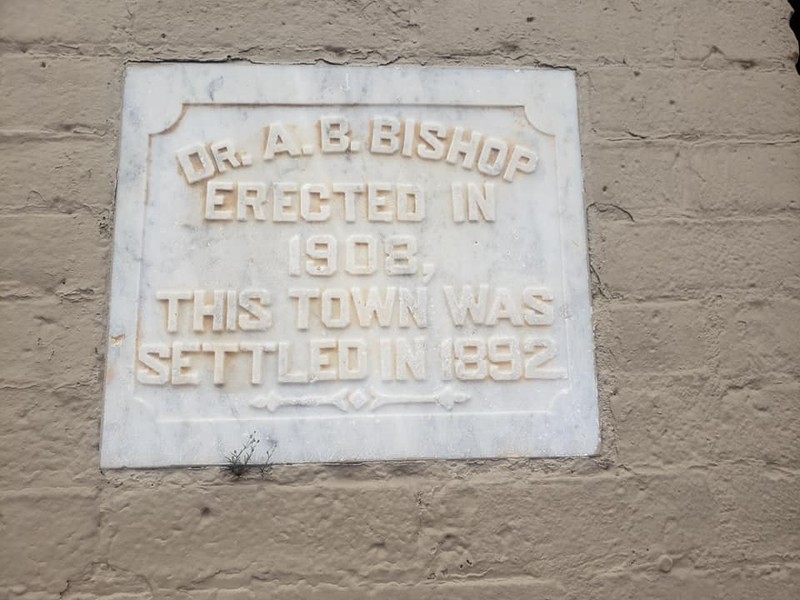 DR. A. B. BISHOP
ERECTED IN
1908,
THIS TOWN WAS
SETTLED IN 1892